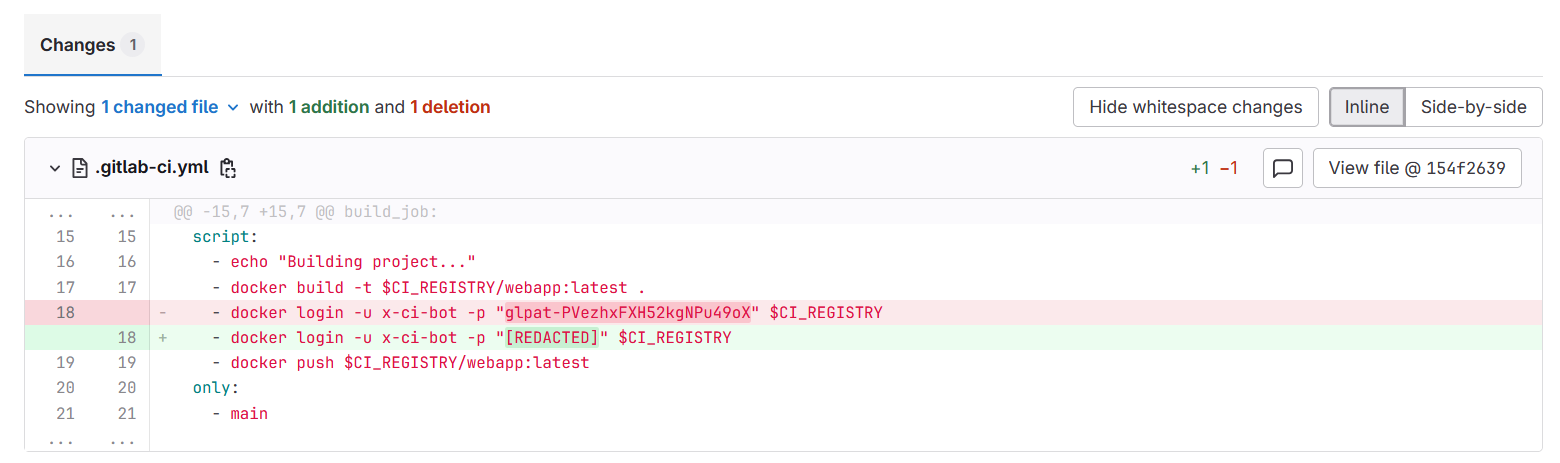 Changes 1
Showing 1 changed file with 1 addition and 1 deletion
Hide whitespace changes Inline Side-by-side
.gitlab-ci.yml +1 −1 View file @ 154f2639
... ... @@ -15,7 +15,7 @@ build_job:
15 15 script:
16 16 - echo "Building project..."
17 17 - docker build -t $CI_REGISTRY/webapp:latest .
18 - - docker login -u x-ci-bot -p "glpat-PVezhxFXH52kgNPu49oX" $CI_REGISTRY
18 + - docker login -u x-ci-bot -p "[REDACTED]" $CI_REGISTRY
19 19 - docker push $CI_REGISTRY/webapp:latest
20 20 only:
21 21 - main
... ...